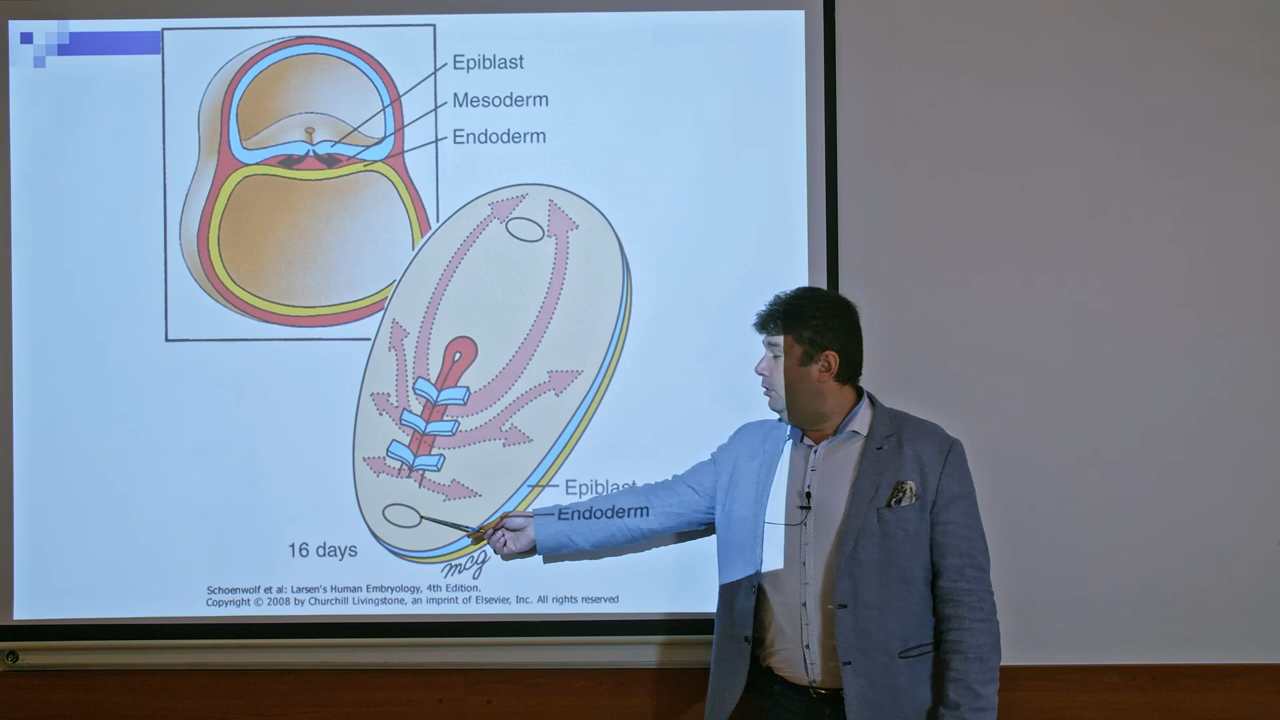 Epiblast
Mesoderm
Endoderm
Epiblast
Endoderm
16 days
mcg
Schoenwolf et al: Larsen's Human Embryology, 4th Edition.
Copyright © 2008 by Churchill Livingstone, an imprint of Elsevier, Inc. All rights reserved